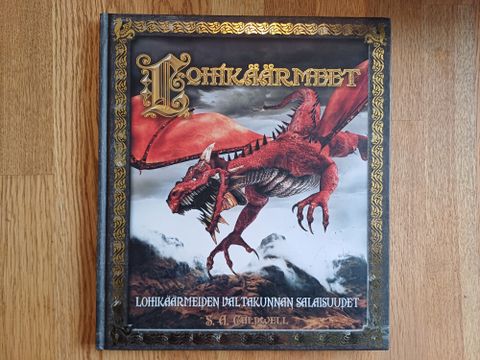 LOHIKÄÄRMEET
LOHIKÄÄRMEIDEN VALTAKUNNAN SALAISUUDET
S. A. CALDWELL